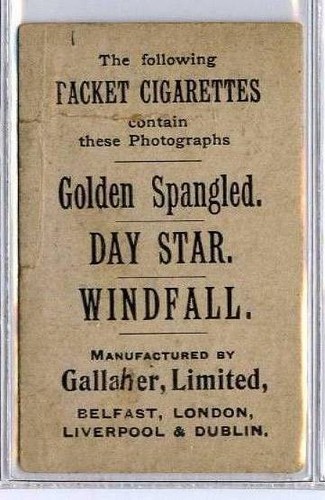 The following
PACKET CIGARETTES
contain
these Photographs
Golden Spangled.
DAY STAR.
WINDFALL.
MANUFACTURED BY
Gallaher, Limited,
BELFAST, LONDON,
LIVERPOOL & DUBLIN.